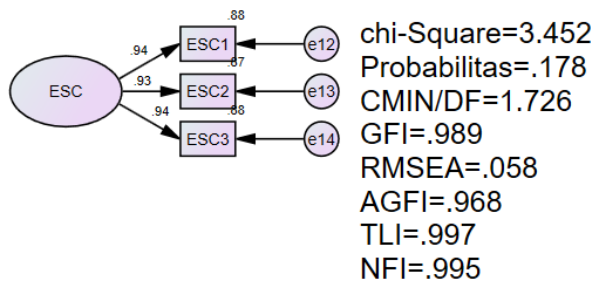 .88
.94
ESC1
e12
.87
ESC
.93
ESC2
e13
.88
.94
ESC3
e14
chi-Square=3.452
Probabilitas=.178
CMIN/DF=1.726
GFI=.989
RMSEA=.058
AGFI=.968
TLI=.997
NFI=.995